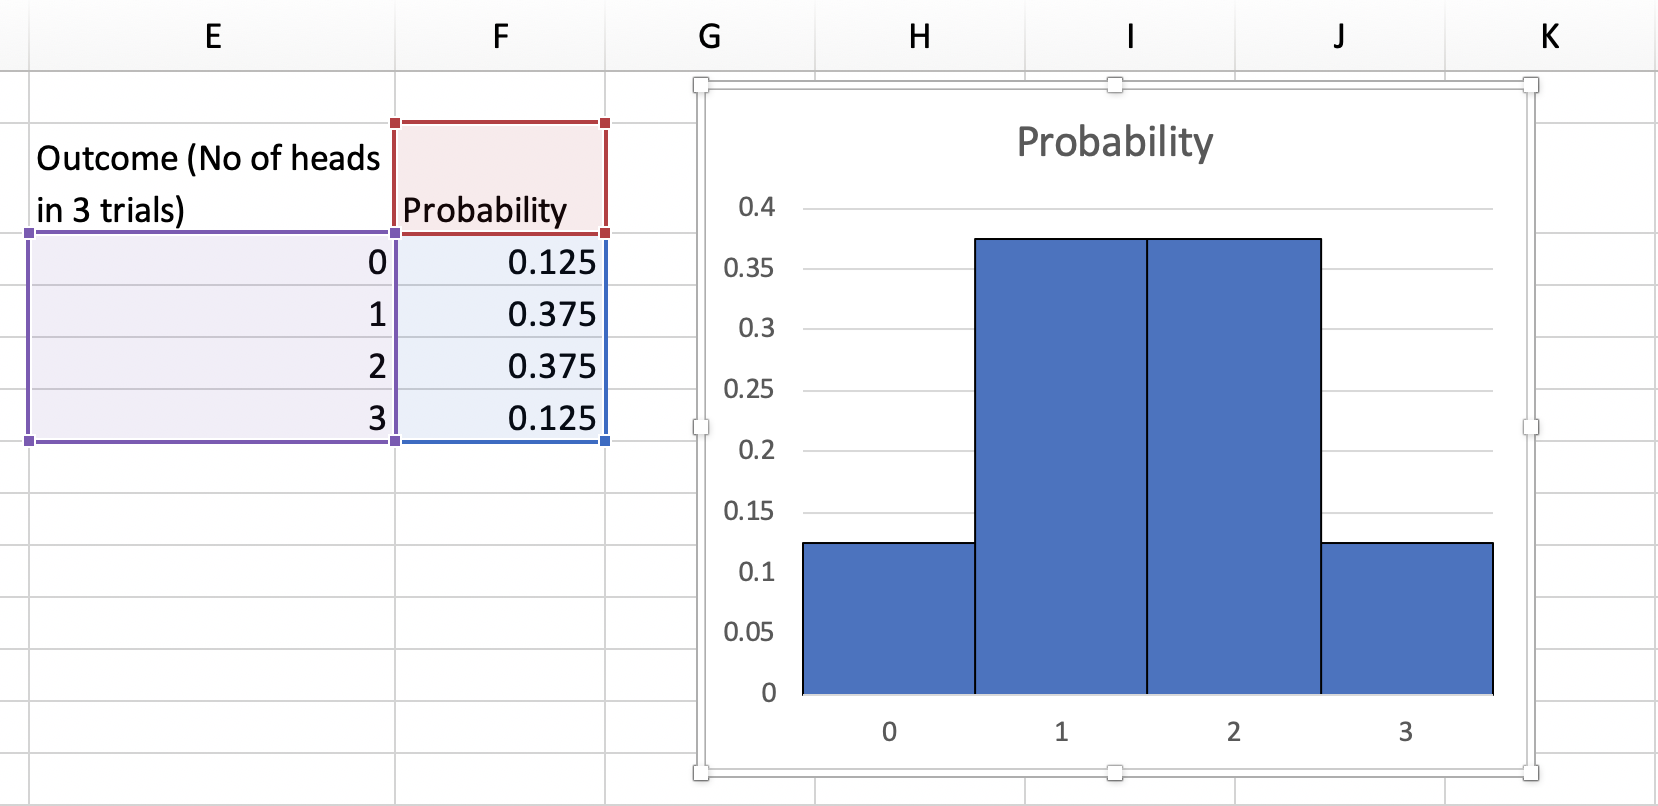 E F G H I J K
Outcome (No of heads
in 3 trials)
Probability
0 0.125
1 0.375
2 0.375
3 0.125
Probability
0.4
0.35
0.3
0.25
0.2
0.15
0.1
0.05
0
0 1 2 3